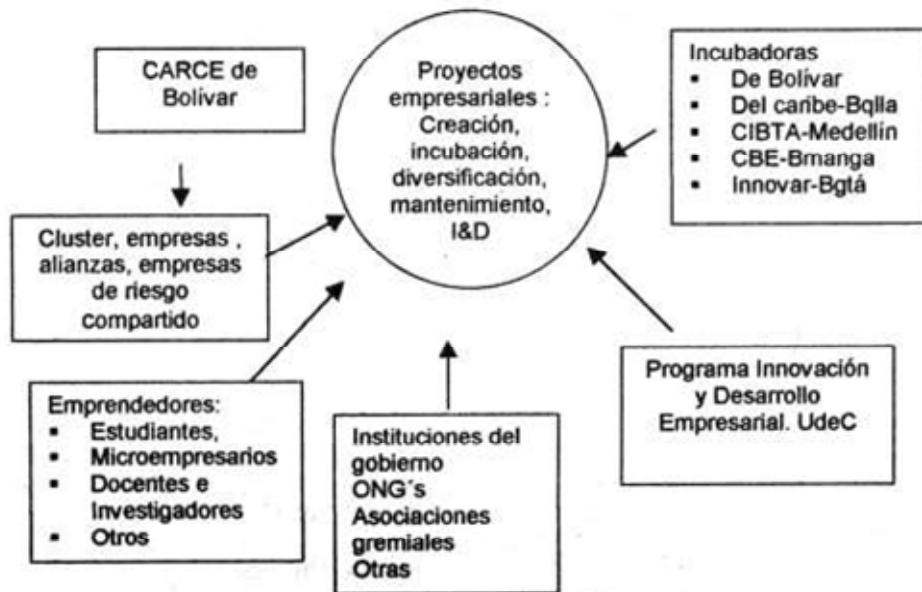 CARCE de
Bolívar
Proyectos
empresariales :
Creación,
incubación,
diversificación,
mantenimiento,
I&D
Incubadoras
▪ De Bolívar
▪ Del caribe-Bqlla
▪ CIBTA-Medellín
▪ CBE-Bmanga
▪ Innovar-Bgtá
Cluster, empresas ,
alianzas, empresas
de riesgo
compartido
Programa Innovación
y Desarrollo
Empresarial. UdeC
Emprendedores:
▪ Estudiantes,
▪ Microempresarios
▪ Docentes e
Investigadores
▪ Otros
Instituciones del
gobierno
ONG´s
Asociaciones
gremiales
Otras